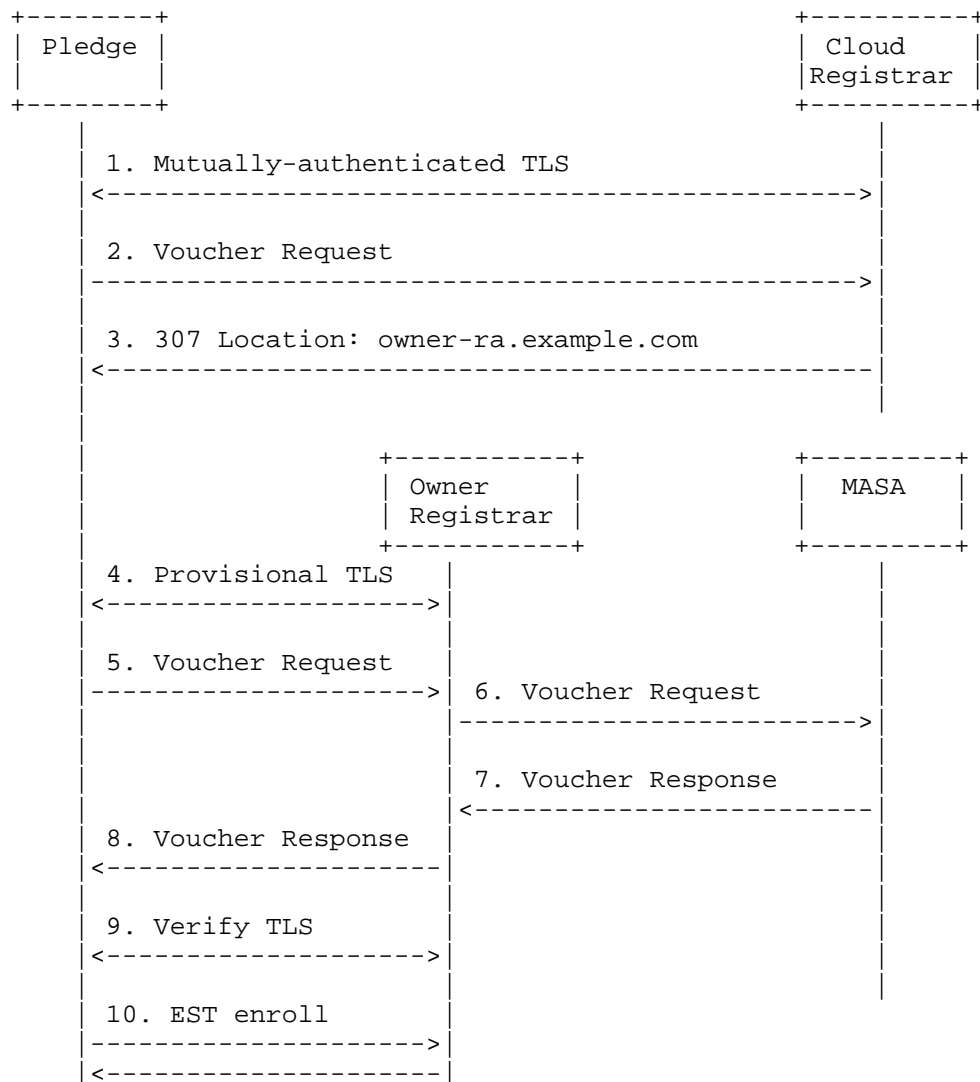 Pledge
Cloud
Registrar
1. Mutually-authenticated TLS
2. Voucher Request
3. 307 Location: owner-ra.example.com
Owner
Registrar
MASA
4. Provisional TLS
5. Voucher Request
6. Voucher Request
7. Voucher Response
8. Voucher Response
9. Verify TLS
10. EST enroll